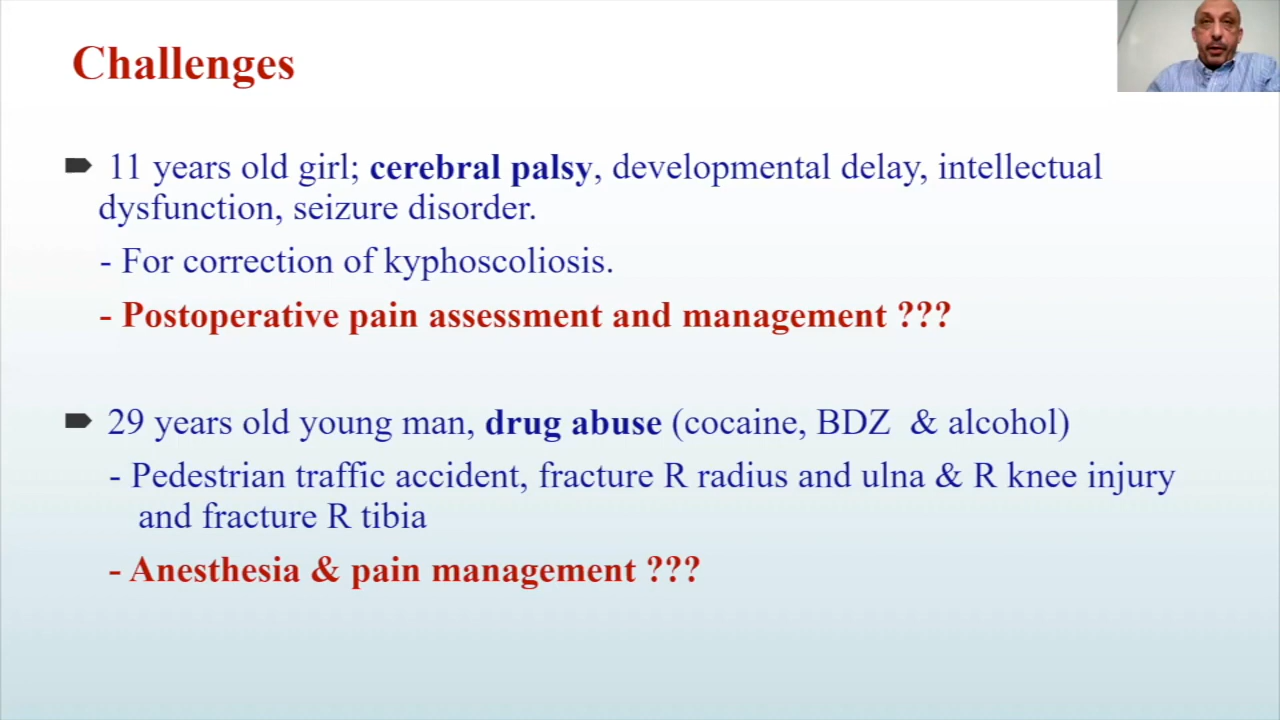 Challenges
11 years old girl; cerebral palsy, developmental delay, intellectual
dysfunction, seizure disorder.
- For correction of kyphoscoliosis.
- Postoperative pain assessment and management ???
29 years old young man, drug abuse (cocaine, BDZ & alcohol)
- Pedestrian traffic accident, fracture R radius and ulna & R knee injury
and fracture R tibia
- Anesthesia & pain management ???